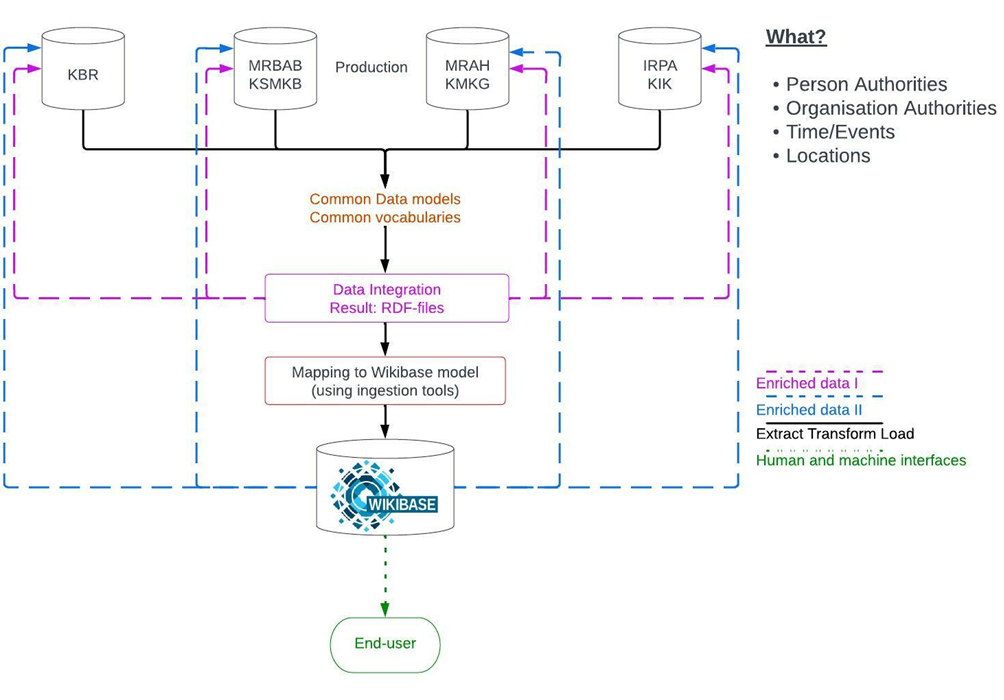 KBR
MRBAB
KSMKB
Production
MRAH
KMKG
IRPA
KIK
What?
• Person Authorities
• Organisation Authorities
• Time/Events
• Locations
Common Data models
Common vocabularies
Data Integration
Result: RDF-files
Mapping to Wikibase model
(using ingestion tools)
Enriched data I
Enriched data II
Extract Transform Load
Human and machine interfaces
WIKIBASE
End-user